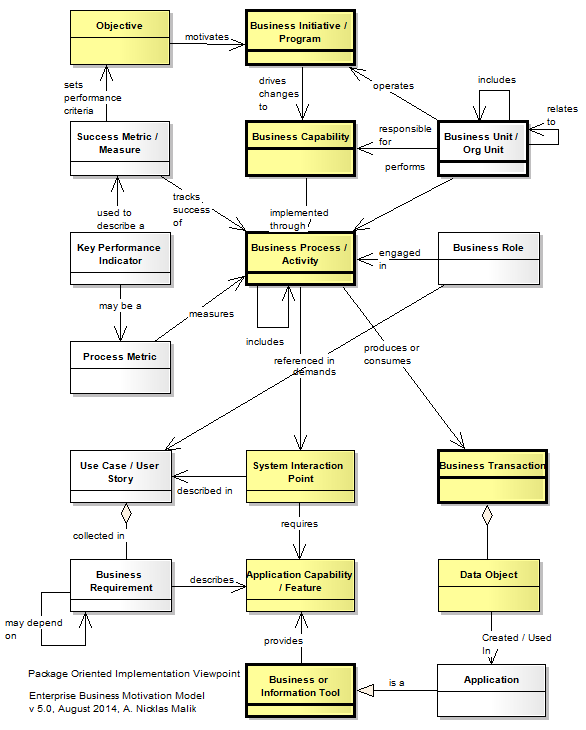 Objective
motivates
Business Initiative /
Program
sets
performance
criteria
drives
changes
to
operates
includes
relates
to
Success Metric /
Measure
Business Capability
responsible
for
Business Unit /
Org Unit
performs
used to
describe a
tracks
success
of
implemented
through
Key Performance
Indicator
Business Process /
Activity
engaged
in
Business Role
may be a
measures
includes
Process Metric
referenced in
demands
produces or
consumes
Use Case / User
Story
described in
System Interaction
Point
Business Transaction
collected in
requires
Business
Requirement
describes
Application Capability
/ Feature
Data Object
may depend
on
provides
Created / Used
In
Package Oriented Implementation Viewpoint
Enterprise Business Motivation Model
v 5.0, August 2014, A. Nicklas Malik
Business or
Information Tool
is a
Application